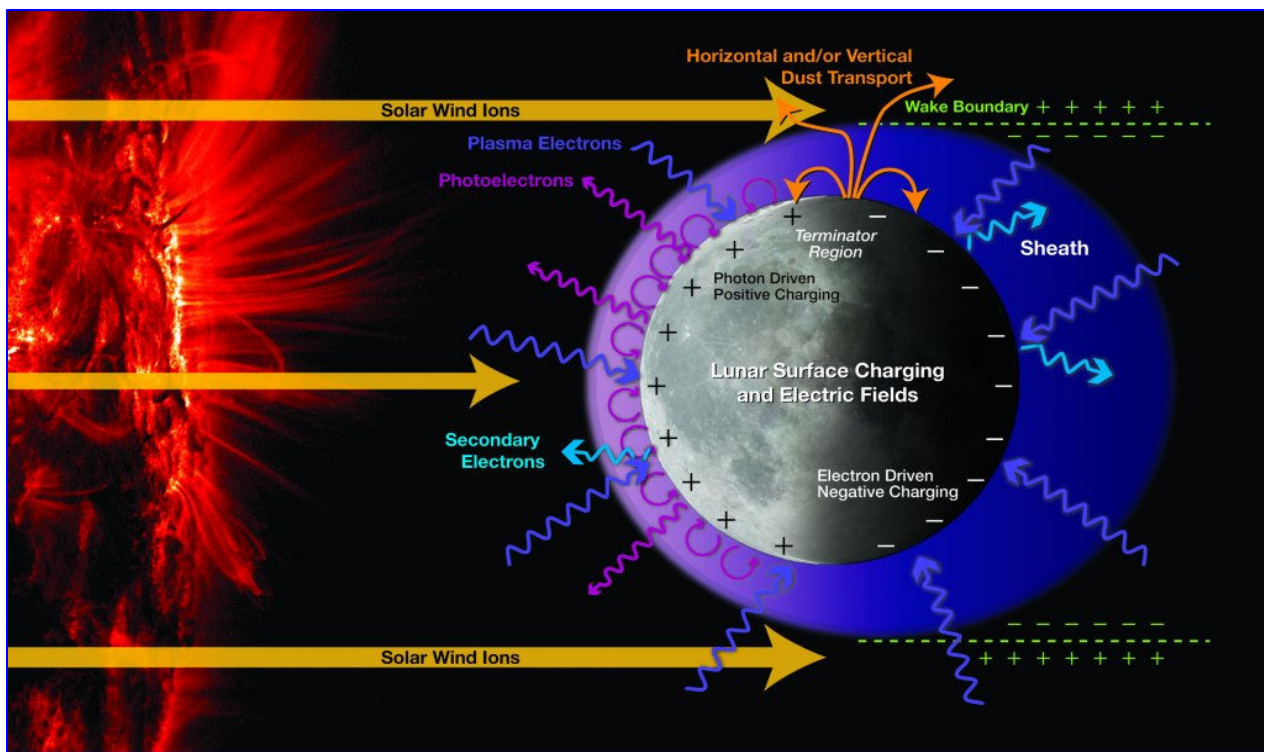 Horizontal and/or Vertical
Dust Transport
Solar Wind Ions
Wake Boundary + + + + + +
− − − − − −
Plasma Electrons
Photoelectrons
Terminator
Region
Sheath
Photon Driven
Positive Charging
Lunar Surface Charging
and Electric Fields
Secondary
Electrons
Electron Driven
Negative Charging
− − − − − −
Solar Wind Ions
+ + + + + + +